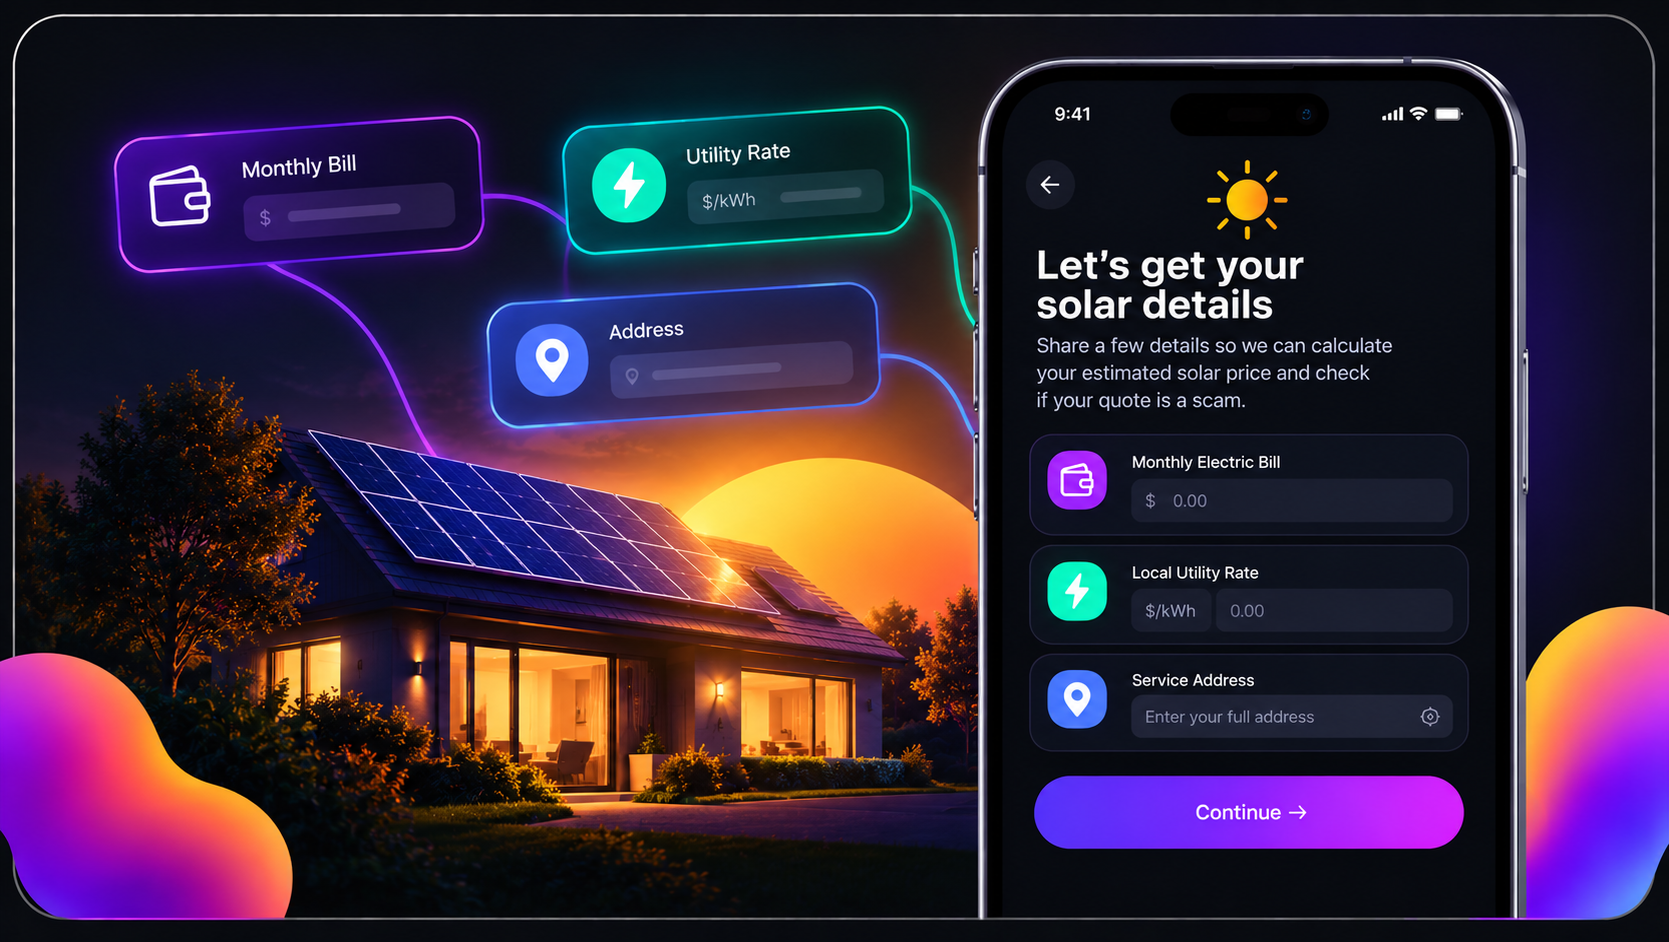 Monthly Bill
$
Utility Rate
$/kWh
Address
9:41
Let's get your
solar details
Share a few details so we can calculate
your estimated solar price and check
if your quote is a scam.
Monthly Electric Bill
$ 0.00
Local Utility Rate
$/kWh 0.00
Service Address
Enter your full address
Continue →